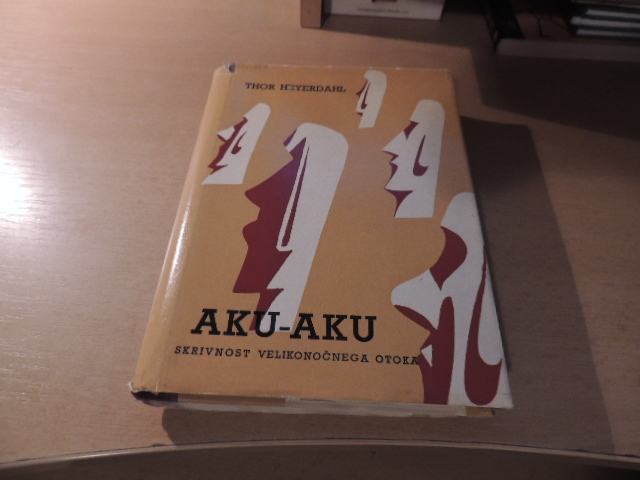 THOR HEYERDAHL
AKU-AKU
SKRIVNOST VELIKONOČNEGA OTOKA